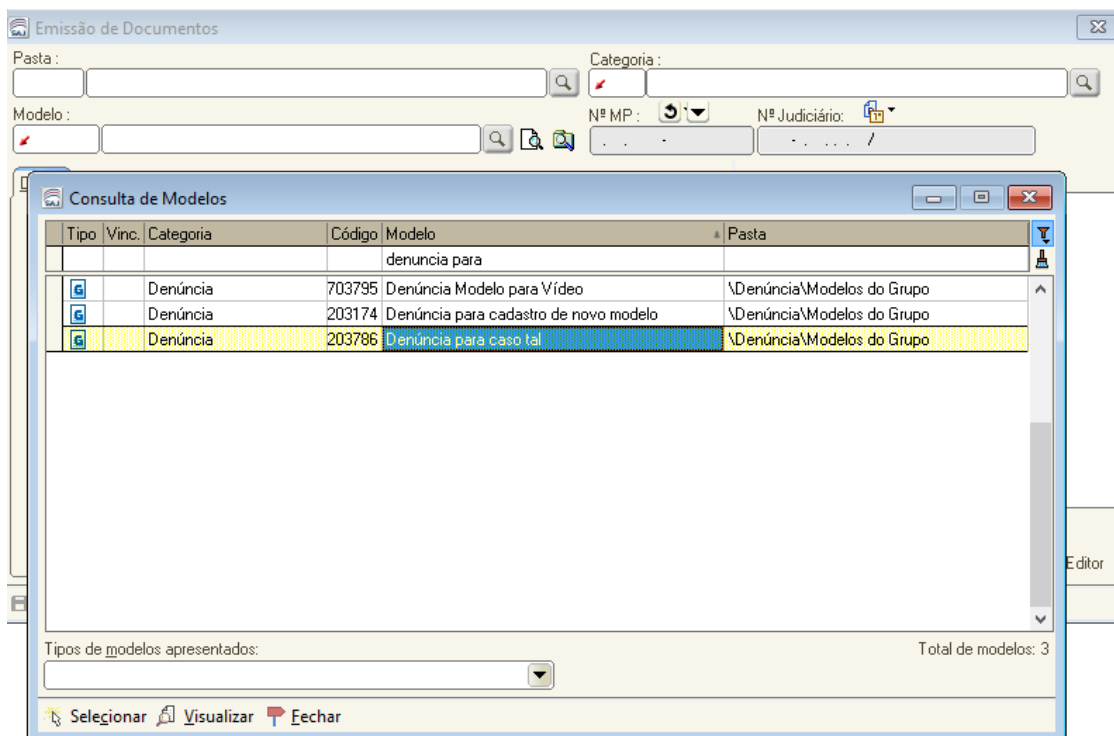 Emissão de Documentos
Pasta :
Categoria :
Modelo :
Nº MP :
Nº Judiciário:
Consulta de Modelos
Tipo Vinc. Categoria Código Modelo Pasta
denuncia para
G Denúncia 703795 Denúncia Modelo para Vídeo \Denúncia\Modelos do Grupo
G Denúncia 203174 Denúncia para cadastro de novo modelo \Denúncia\Modelos do Grupo
G Denúncia 203786 Denúncia para caso tal \Denúncia\Modelos do Grupo
Editor
Tipos de modelos apresentados:
Total de modelos: 3
Selecionar Visualizar Fechar